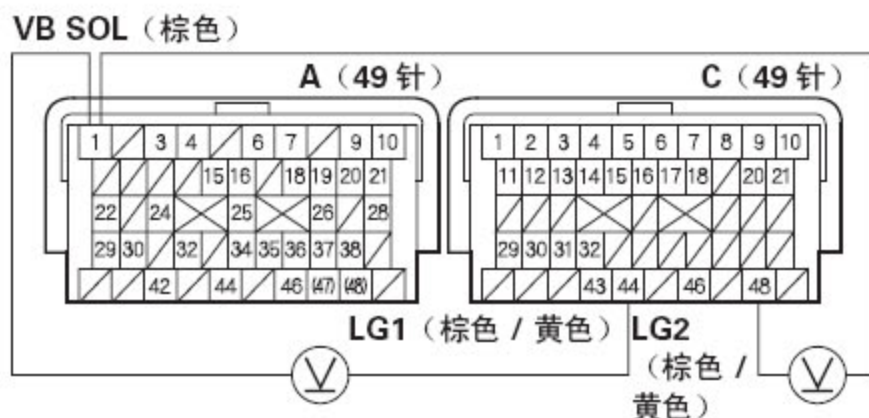 VB SOL（棕色）
A（49 针）
C（49 针）
1 3 4 6 7 9 10
15 16 18 19 20 21
22 24 25 26 28
29 30 32 34 35 36 37 38
42 44 46 (47) (48)
1 2 3 4 5 6 7 8 9 10
11 12 13 14 15 16 17 18 20 21
29 30 31 32
43 44 46 48
LG1（棕色 / 黄色）
LG2
（棕色 /
黄色）
V
V